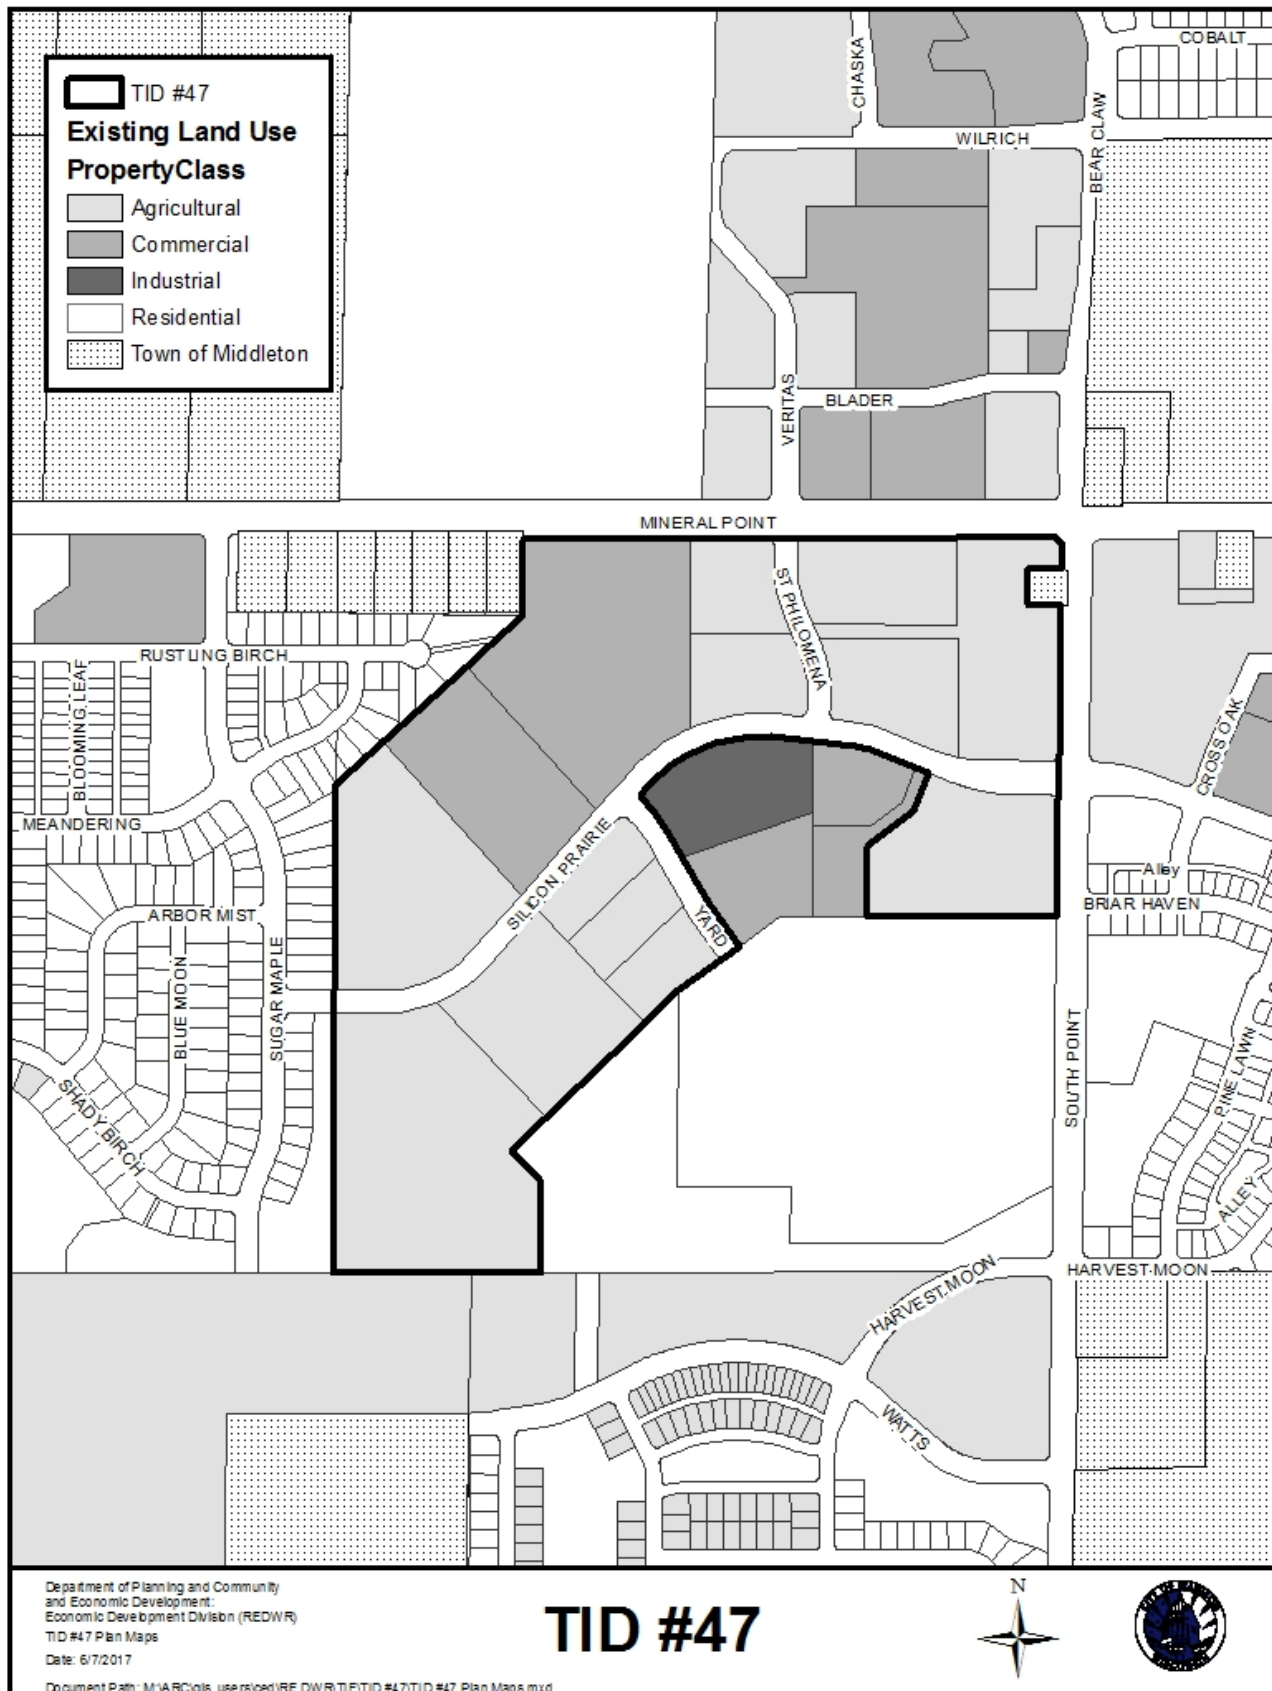 TID #47
Existing Land Use
PropertyClass
Agricultural
Commercial
Industrial
Residential
Town of Middleton
COBALT
CHASKA
WILRICH
BEAR CLAW
VERITAS
BLADER
MINERAL POINT
ST PHILOMENA
RUSTLING BIRCH
BLOOMING LEAF
CROSS OAK
MEANDERING
SILICON PRAIRIE
YARD
Alley
BRIAR HAVEN
ARBOR MIST
BLUE MOON
SUGAR MAPLE
SHADY BIRCH
SOUTH POINT
PINE LAWN
ALLEY
HARVEST MOON
HARVEST MOON
WATTS
Department of Planning and Community
and Economic Development:
Economic Development Division (REDWR)
TID #47 Plan Maps
Date: 6/7/2017
TID #47
N